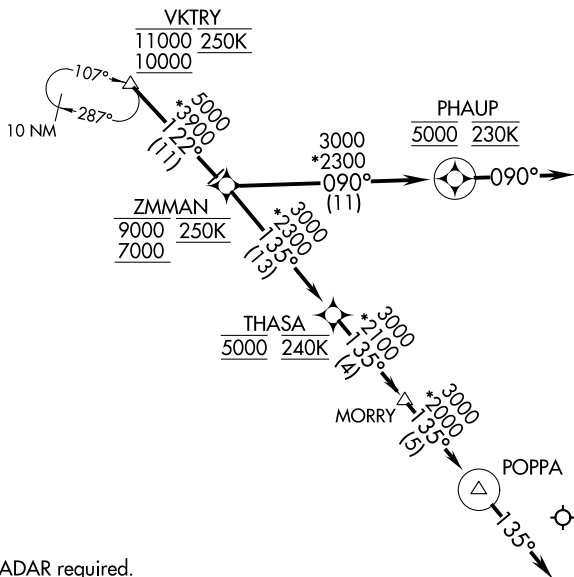 VKTRY
11000 250K
10000
107°
287°
10 NM
5000
*3900
122°
(11)
PHAUP
5000 230K
3000
*2300
090°
(11)
090°
ZMMAN
9000 250K
7000
3000
*2300
135°
(13)
THASA
5000 240K
3000
*2100
135°
(4)
MORRY
3000
*2000
135°
(5)
POPPA
135°
ADAR required.